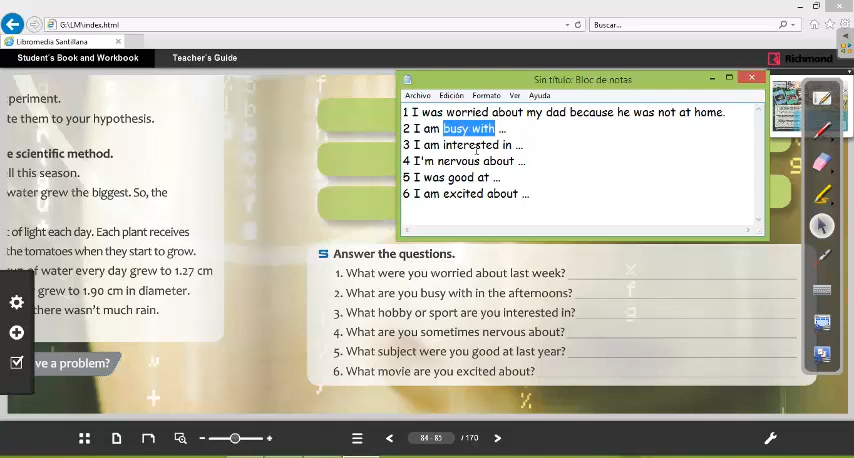 G:\LM\index.html
Buscar...
Libromedia Santillana
Student's Book and Workbook Teacher's Guide
Richmond
periment.
te them to your hypothesis.
e scientific method.
ll this season.
water grew the biggest. So, the
t of light each day. Each plant receives
the tomatoes when they start to grow.
of water every day grew to 1.27 cm
grew to 1.90 cm in diameter.
there wasn't much rain.
ve a problem?
Sin título: Bloc de notas
Archivo Edición Formato Ver Ayuda
1 I was worried about my dad because he was not at home.
2 I am busy with ...
3 I am interested in ...
4 I'm nervous about ...
5 I was good at ...
6 I am excited about ...
5 Answer the questions.
1. What were you worried about last week?
2. What are you busy with in the afternoons?
3. What hobby or sport are you interested in?
4. What are you sometimes nervous about?
5. What subject were you good at last year?
6. What movie are you excited about?
84 - 85 / 170